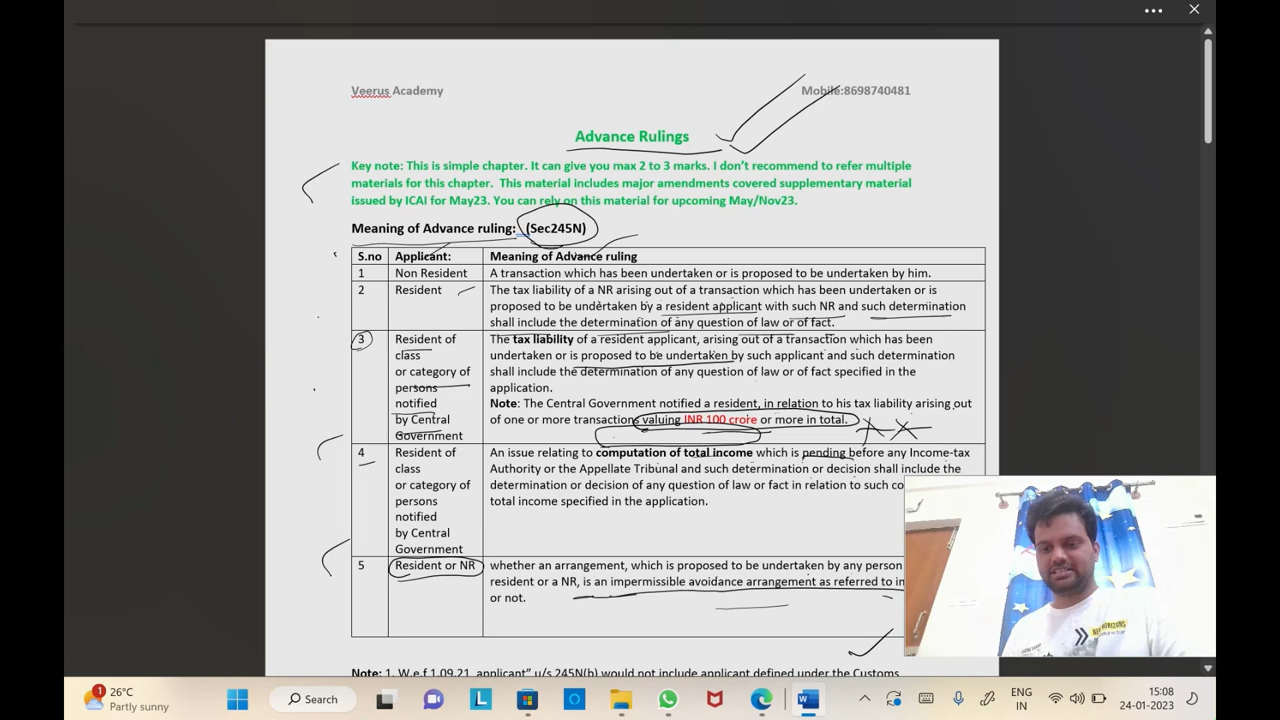 Veerus Academy
Mobile:8698740481
Advance Rulings
Key note: This is simple chapter. It can give you max 2 to 3 marks. I don't recommend to refer multiple
materials for this chapter. This material includes major amendments covered supplementary material
issued by ICAI for May23. You can rely on this material for upcoming May/Nov23.
Meaning of Advance ruling: (Sec245N)
S.no Applicant: Meaning of Advance ruling
1 Non Resident A transaction which has been undertaken or is proposed to be undertaken by him.
2 Resident The tax liability of a NR arising out of a transaction which has been undertaken or is
proposed to be undertaken by a resident applicant with such NR and such determination
shall include the determination of any question of law or of fact.
3 Resident of The tax liability of a resident applicant, arising out of a transaction which has been
class undertaken or is proposed to be undertaken by such applicant and such determination
or category of shall include the determination of any question of law or of fact specified in the
persons application.
notified Note: The Central Government notified a resident, in relation to his tax liability arising out
by Central of one or more transactions valuing INR 100 crore or more in total.
Government
4 Resident of An issue relating to computation of total income which is pending before any Income-tax
class Authority or the Appellate Tribunal and such determination or decision shall include the
or category of determination or decision of any question of law or fact in relation to such co
persons total income specified in the application.
notified
by Central
Government
5 Resident or NR whether an arrangement, which is proposed to be undertaken by any person
resident or a NR, is an impermissible avoidance arrangement as referred to in
or not.
Note: 1. W.e.f 1.09.21, applicant" u/s 245N(b) would not include applicant defined under the Customs
1
26°C
Partly sunny
Search
ENG
IN
15:08
24-01-2023